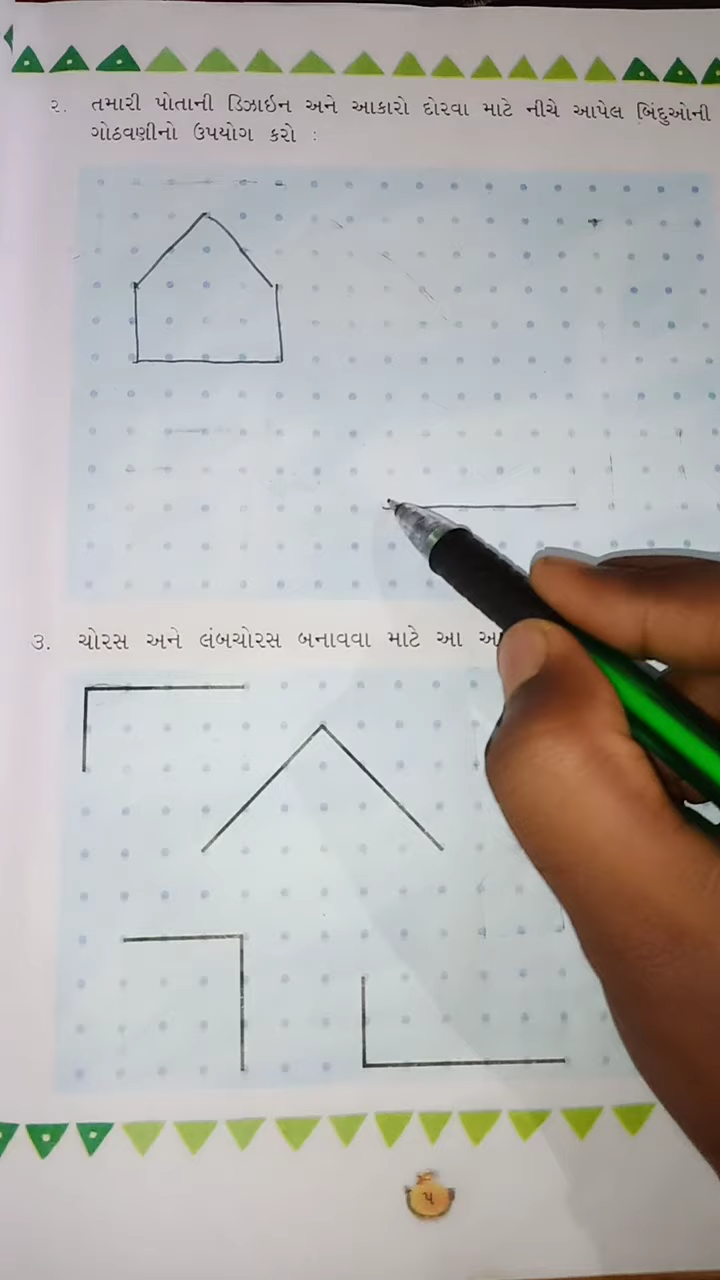 ૨. તમારી પોતાની ડિઝાઇન અને આકારો દોરવા માટે નીચે આપેલ બિંદુઓની
ગોઠવણીનો ઉપયોગ કરો :
૩. ચોરસ અને લંબચોરસ બનાવવા માટે આ
૫